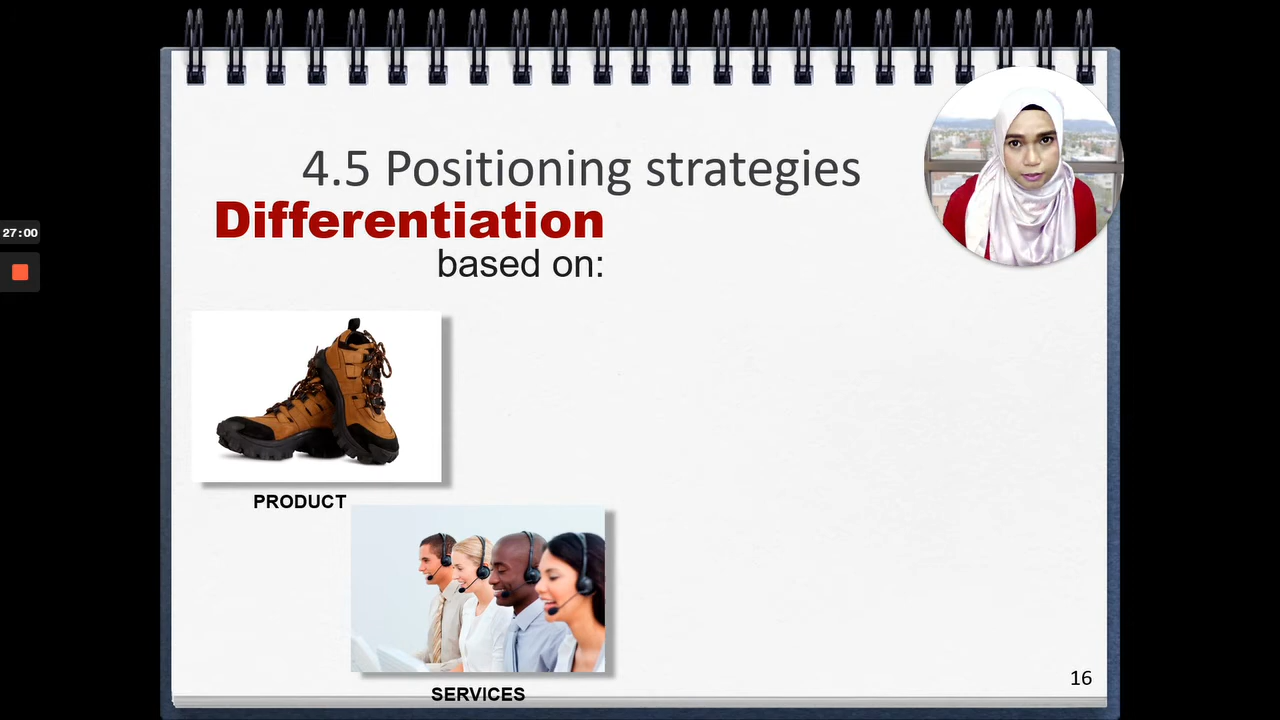 4.5 Positioning strategies
Differentiation
based on:
27:00
PRODUCT
SERVICES
16